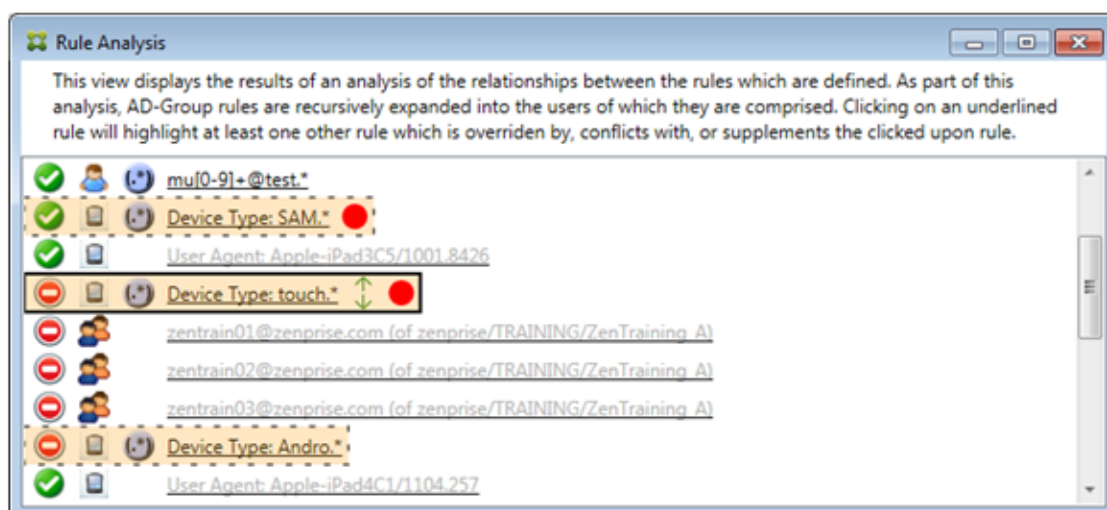 Rule Analysis
This view displays the results of an analysis of the relationships between the rules which are defined. As part of this
analysis, AD-Group rules are recursively expanded into the users of which they are comprised. Clicking on an underlined
rule will highlight at least one other rule which is overriden by, conflicts with, or supplements the clicked upon rule.
(.*) mu[0-9]+@test.*
(.*) Device Type: SAM.*
User Agent: Apple-iPad3C5/1001.8426
(.*) Device Type: touch.*
zentrain01@zenprise.com (of zenprise/TRAINING/ZenTraining A)
zentrain02@zenprise.com (of zenprise/TRAINING/ZenTraining A)
zentrain03@zenprise.com (of zenprise/TRAINING/ZenTraining A)
(.*) Device Type: Andro.*
User Agent: Apple-iPad4C1/1104.257